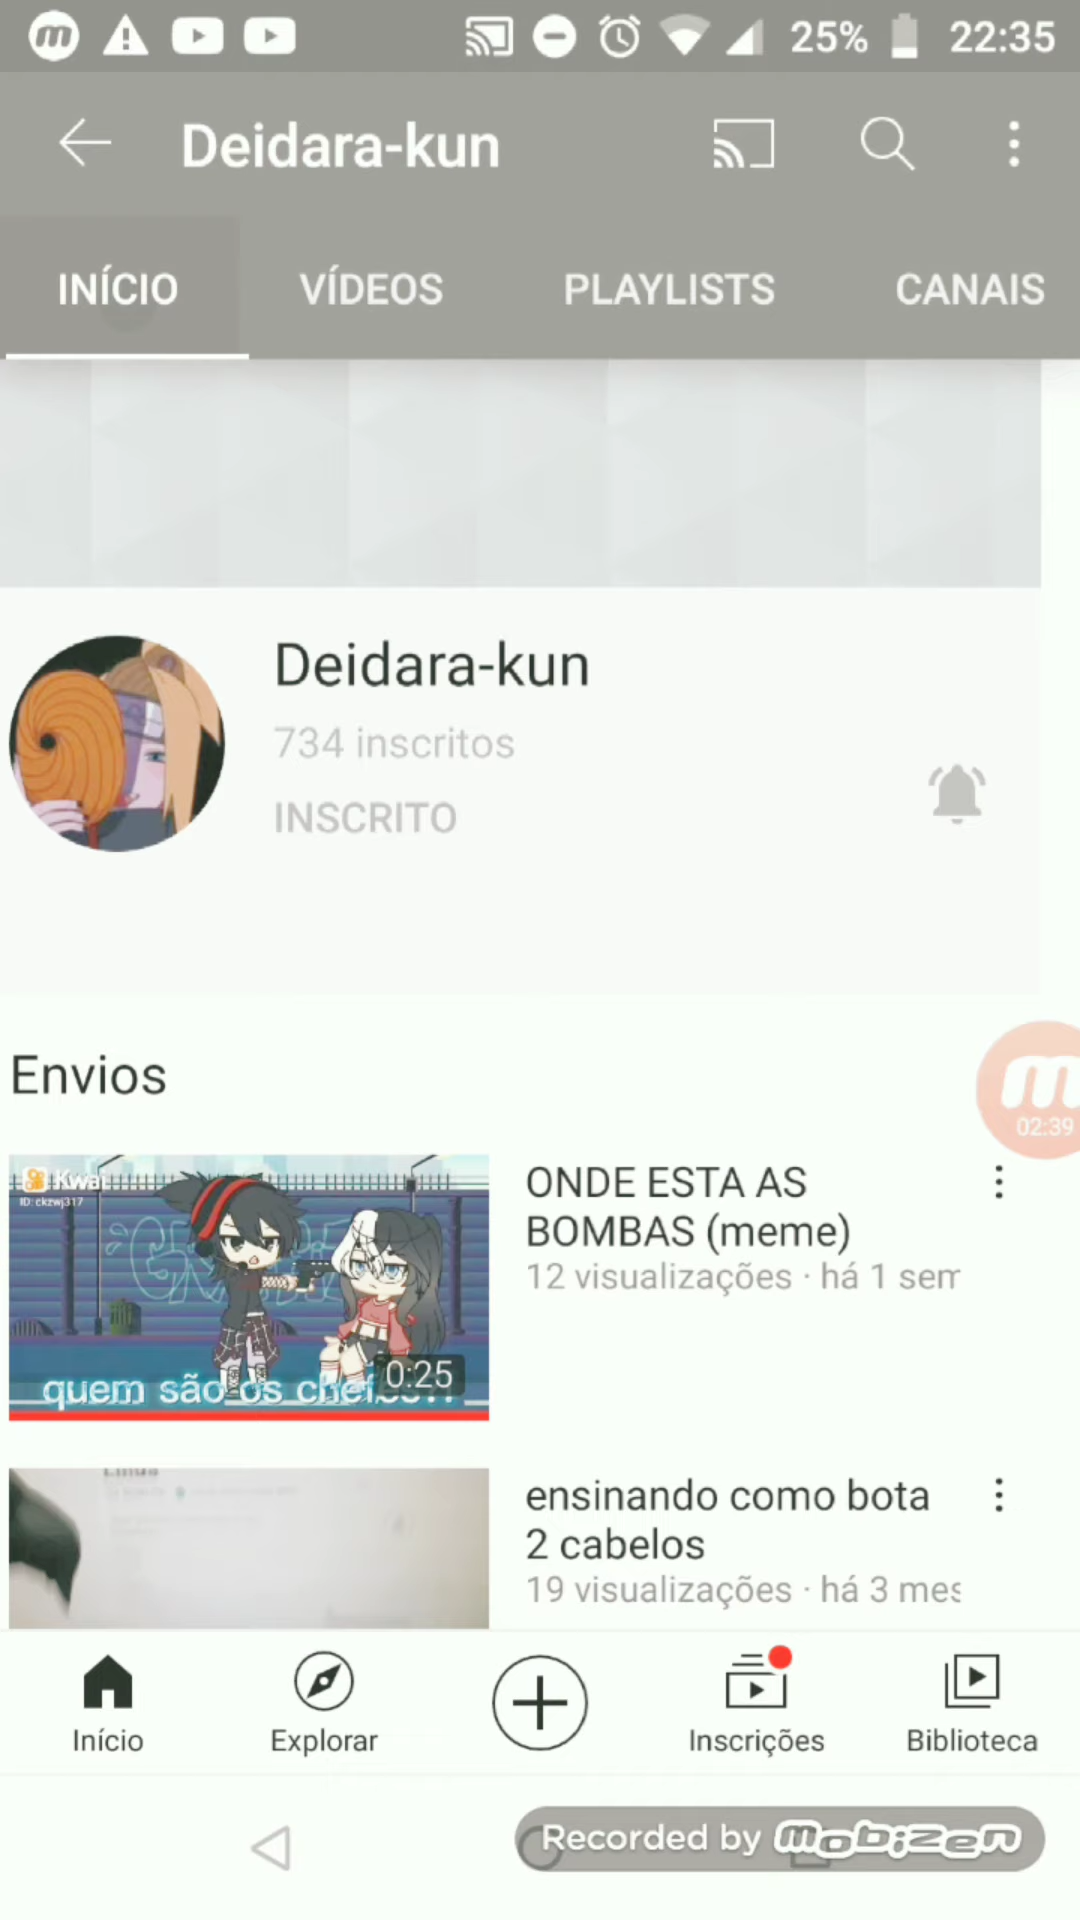 25% 22:35
Deidara-kun
INÍCIO VÍDEOS PLAYLISTS CANAIS
Deidara-kun
734 inscritos
INSCRITO
Envios
02:39
Kwai
ID: ckzwj317
quem são os
0:25
ONDE ESTA AS
BOMBAS (meme)
12 visualizações · há 1 sem
ensinando como bota
2 cabelos
19 visualizações · há 3 mes
Início Explorar Inscrições Biblioteca
Recorded by mobizen